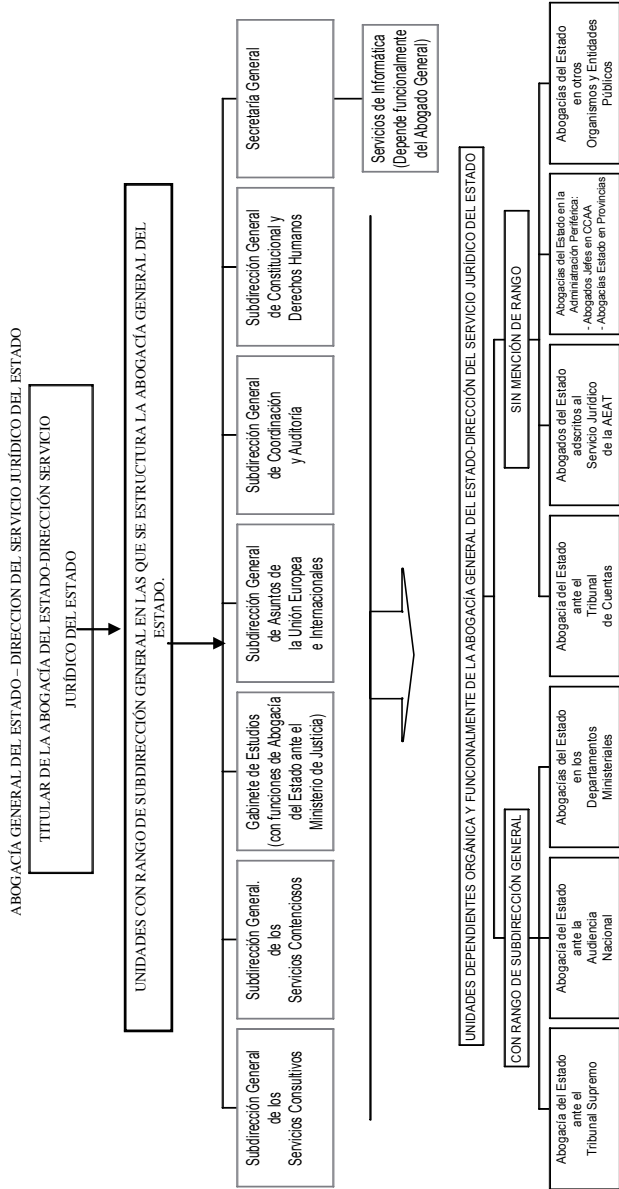 ABOGACÍA GENERAL DEL ESTADO – DIRECCION DEL SERVICIO JURÍDICO DEL ESTADO
TITULAR DE LA ABOGACÍA DEL ESTADO-DIRECCIÓN SERVICIO
JURÍDICO DEL ESTADO
UNIDADES CON RANGO DE SUBDIRECCIÓN GENERAL EN LAS QUE SE ESTRUCTURA LA ABOGACÍA GENERAL DEL
ESTADO.
Subdirección General
de los
Servicios Consultivos
Subdirección General.
de los
Servicios Contenciosos
Gabinete de Estudios
(con funciones de Abogacía
del Estado ante el
Ministerio de Justicia)
Subdirección General
de Asuntos de
la Unión Europea
e Internacionales
Subdirección General
de Coordinación
y Auditoría
Subdirección General
de Constitucional y
Derechos Humanos
Secretaría General
Servicios de Informática
(Depende funcionalmente
del Abogado General)
UNIDADES DEPENDIENTES ORGÁNICA Y FUNCIONALMENTE DE LA ABOGACÍA GENERAL DEL ESTADO-DIRECCIÓN DEL SERVICIO JURÍDICO DEL ESTADO
CON RANGO DE SUBDIRECCIÓN GENERAL
SIN MENCIÓN DE RANGO
Abogacía del Estado
ante el
Tribunal Supremo
Abogacía del Estado
ante la
Audiencia
Nacional
Abogacías del Estado
en los
Departamentos
Ministeriales
Abogacía del Estado
ante el
Tribunal
de Cuentas
Abogados del Estado
adscritos al
Servicio Jurídico
de la AEAT
Abogacías del Estado en la
Adminiatración Periférica:
- Abogados Jefes en CCAA
- Abogacías Estado en Provincias
Abogacías del Estado
en otros
Organismos y Entidades
Públicos